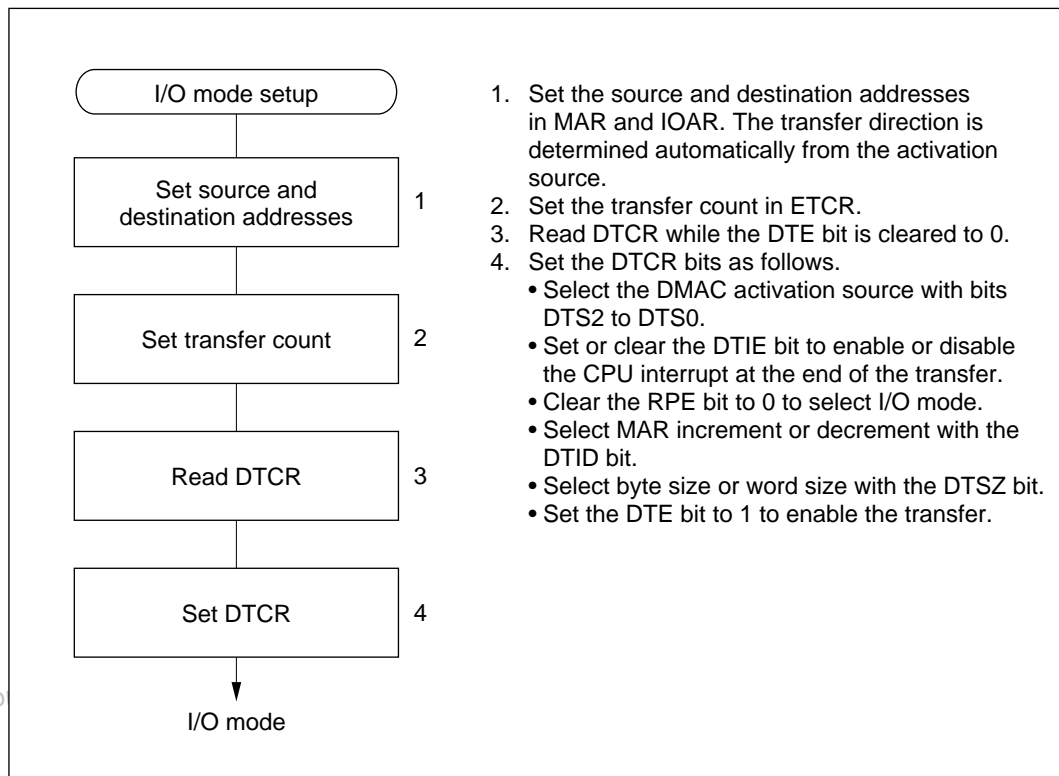 I/O mode setup
Set source and
destination addresses
1
Set transfer count
2
Read DTCR
3
Set DTCR
4
I/O mode
1. Set the source and destination addresses
in MAR and IOAR. The transfer direction is
determined automatically from the activation
source.
2. Set the transfer count in ETCR.
3. Read DTCR while the DTE bit is cleared to 0.
4. Set the DTCR bits as follows.
• Select the DMAC activation source with bits
DTS2 to DTS0.
• Set or clear the DTIE bit to enable or disable
the CPU interrupt at the end of the transfer.
• Clear the RPE bit to 0 to select I/O mode.
• Select MAR increment or decrement with the
DTID bit.
• Select byte size or word size with the DTSZ bit.
• Set the DTE bit to 1 to enable the transfer.